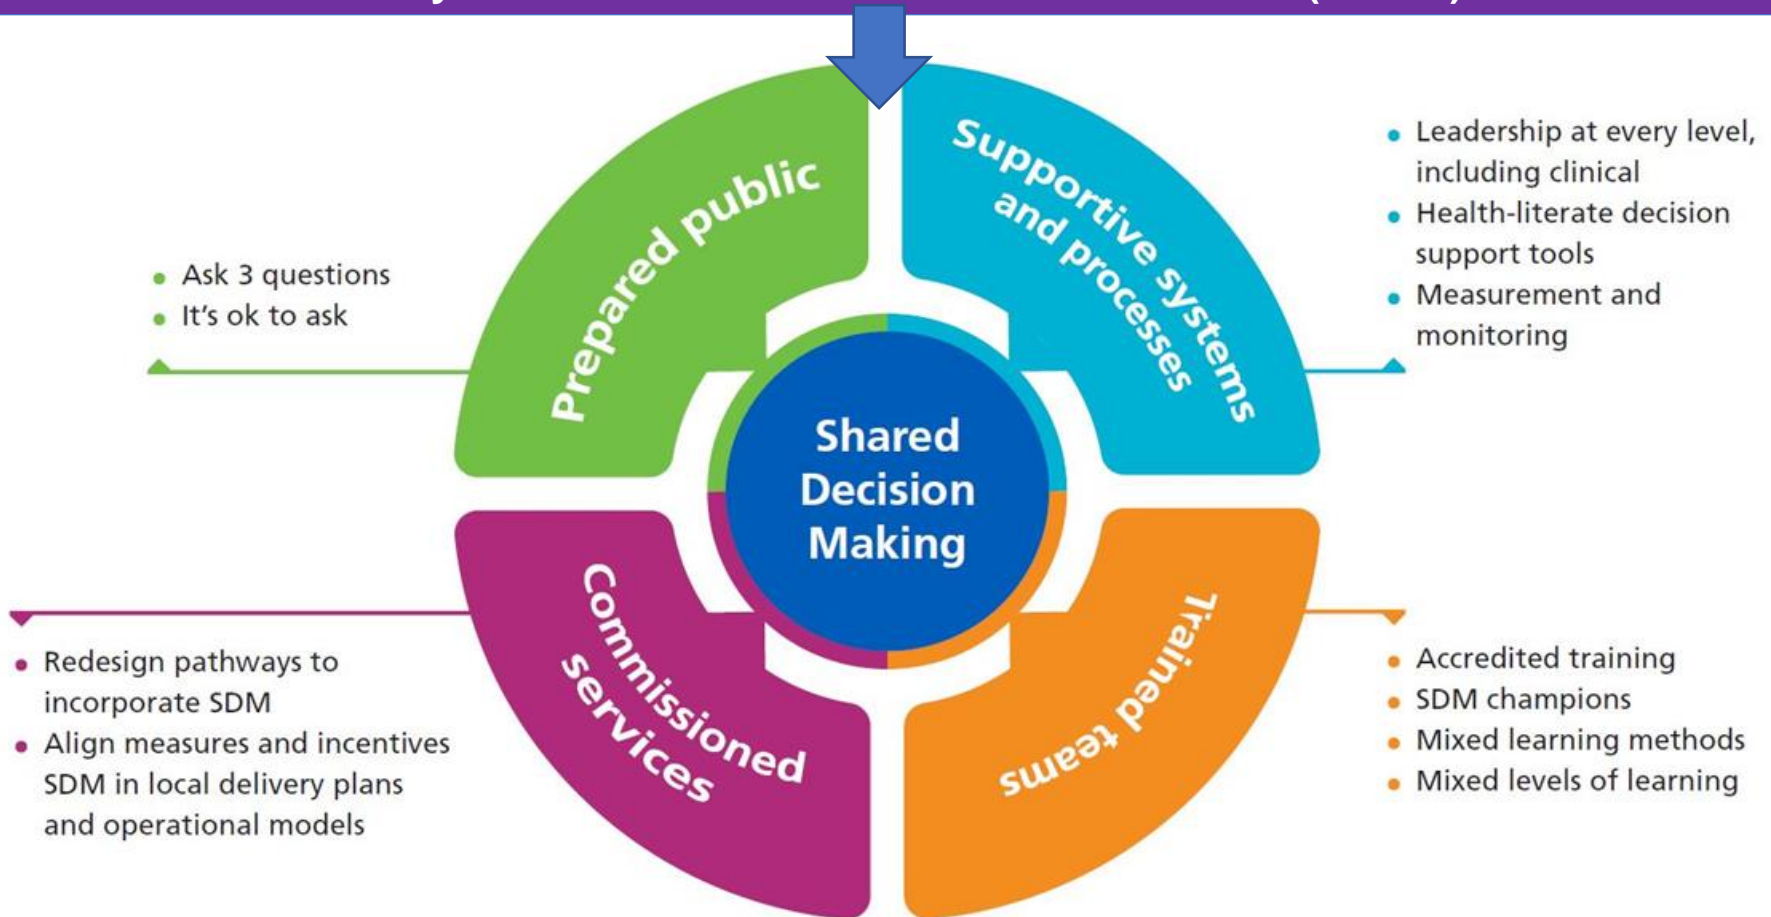 Prepared public
Ask 3 questions
It's ok to ask
Supportive systems
and processes
Leadership at every level,
including clinical
Health-literate decision
support tools
Measurement and
monitoring
Shared
Decision
Making
Commissioned
services
Redesign pathways to
incorporate SDM
Align measures and incentives
SDM in local delivery plans
and operational models
Trained teams
Accredited training
SDM champions
Mixed learning methods
Mixed levels of learning